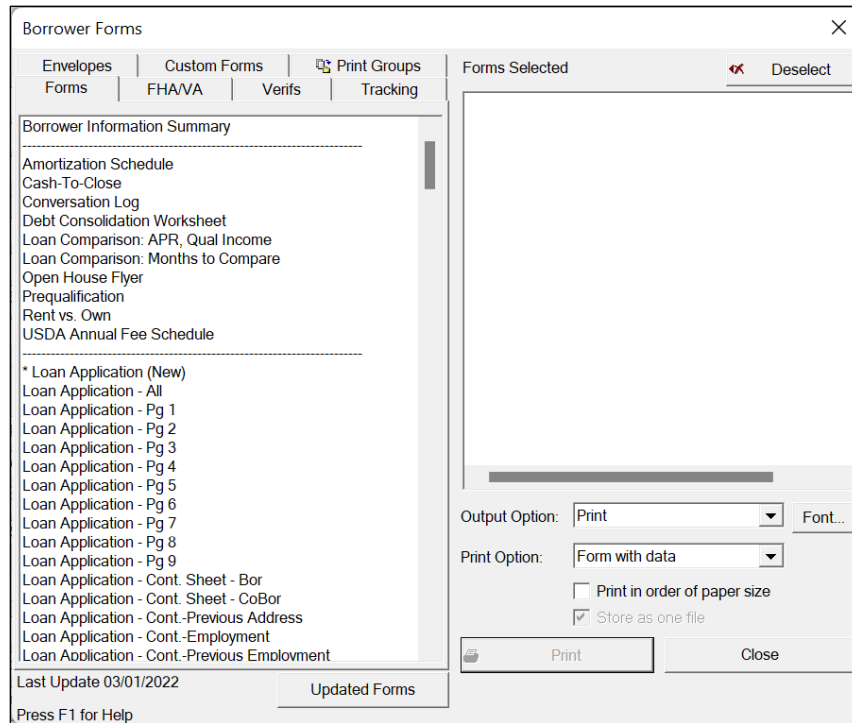 Borrower Forms
Envelopes
Custom Forms
Print Groups
Forms
FHA/VA
Verifs
Tracking
Borrower Information Summary
--------------------------------------------------------------------
Amortization Schedule
Cash-To-Close
Conversation Log
Debt Consolidation Worksheet
Loan Comparison: APR, Qual Income
Loan Comparison: Months to Compare
Open House Flyer
Prequalification
Rent vs. Own
USDA Annual Fee Schedule
--------------------------------------------------------------------
* Loan Application (New)
Loan Application - All
Loan Application - Pg 1
Loan Application - Pg 2
Loan Application - Pg 3
Loan Application - Pg 4
Loan Application - Pg 5
Loan Application - Pg 6
Loan Application - Pg 7
Loan Application - Pg 8
Loan Application - Pg 9
Loan Application - Cont. Sheet - Bor
Loan Application - Cont. Sheet - CoBor
Loan Application - Cont.-Previous Address
Loan Application - Cont.-Employment
Loan Application - Cont.-Previous Employment
Last Update 03/01/2022
Updated Forms
Press F1 for Help
Forms Selected
Deselect
Output Option:
Print
Font...
Print Option:
Form with data
Print in order of paper size
Store as one file
Print
Close